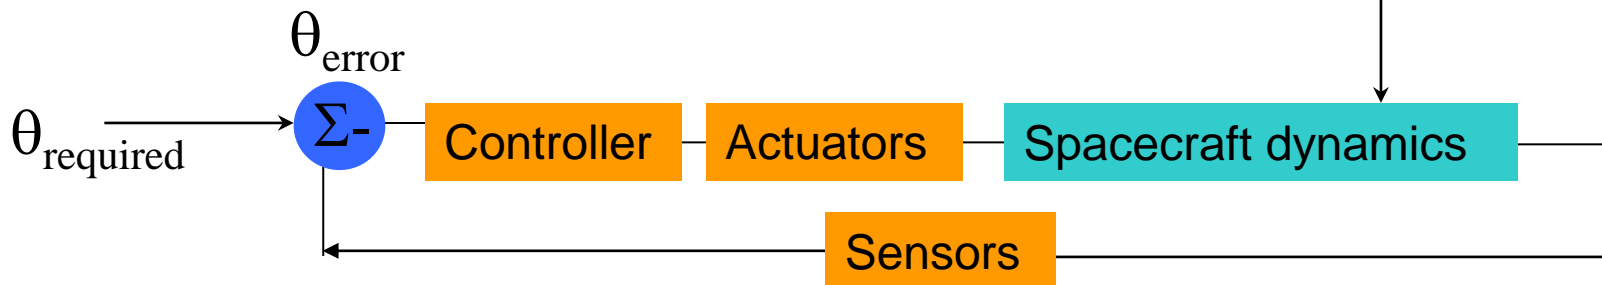 θerror
θrequired
Σ-
Controller
Actuators
Spacecraft dynamics
Sensors